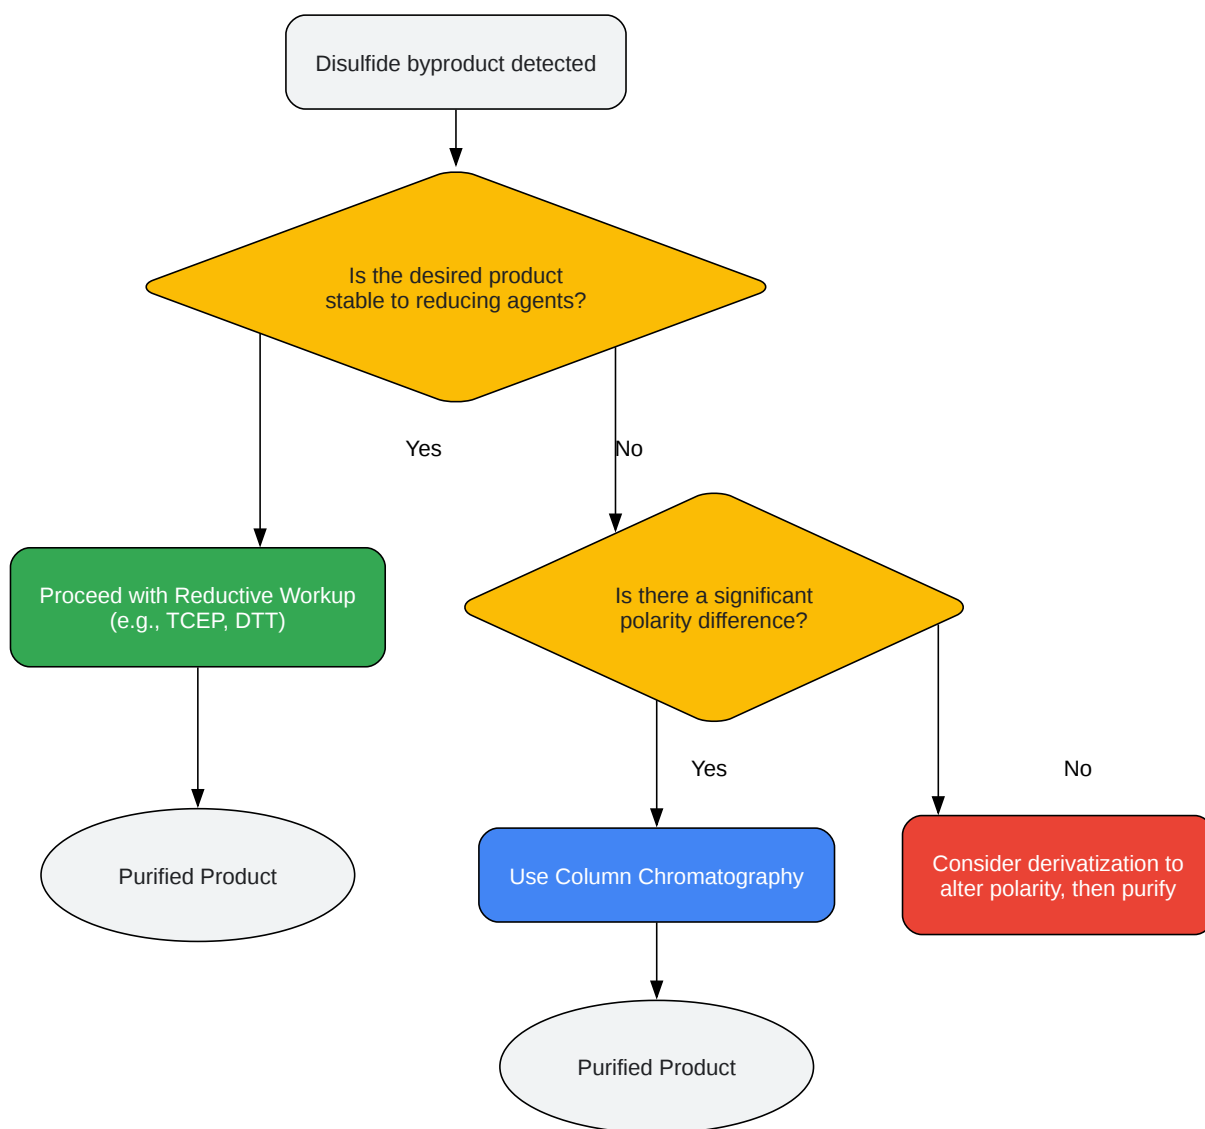 Disulfide byproduct detected
Is the desired product
stable to reducing agents?
Yes
No
Proceed with Reductive Workup
(e.g., TCEP, DTT)
Is there a significant
polarity difference?
Yes
No
Purified Product
Use Column Chromatography
Consider derivatization to
alter polarity, then purify
Purified Product